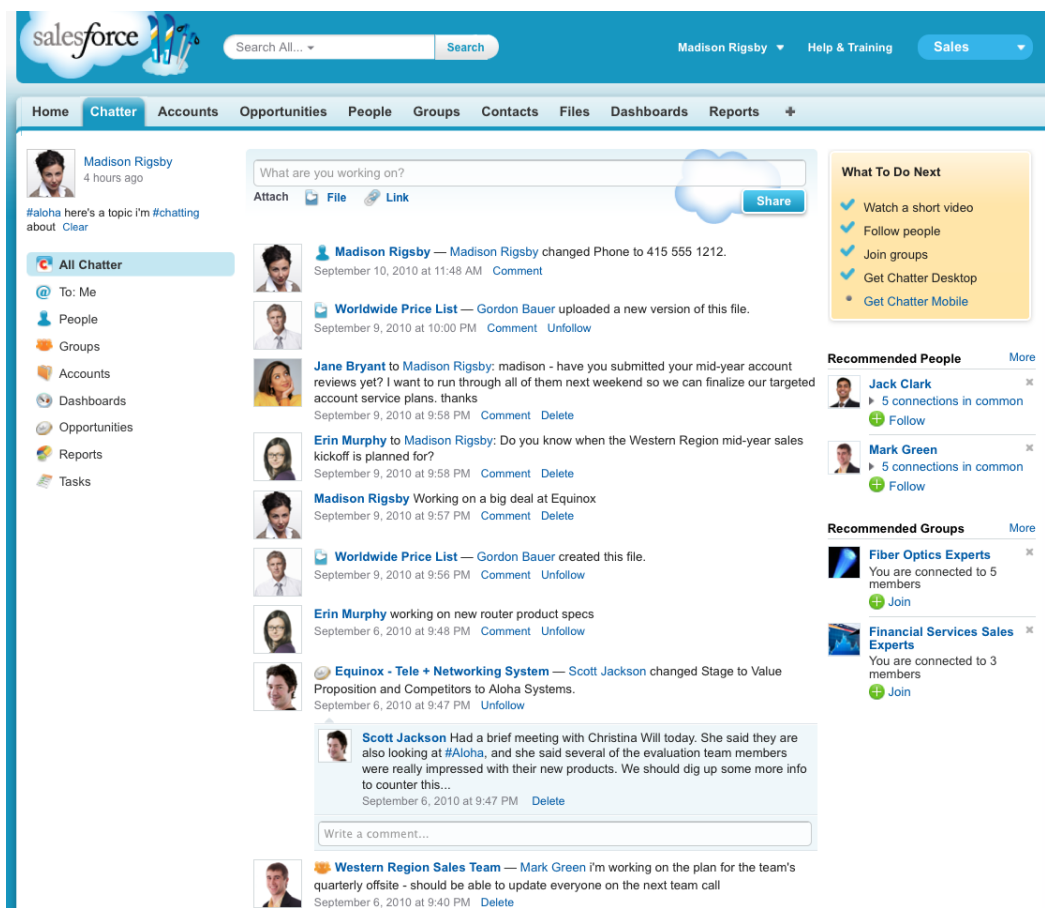 salesforce
Search All...
Search
Madison Rigsby
Help & Training
Sales
Home
Chatter
Accounts
Opportunities
People
Groups
Contacts
Files
Dashboards
Reports
+
Madison Rigsby
4 hours ago
#aloha here's a topic i'm #chatting
about Clear
All Chatter
To: Me
People
Groups
Accounts
Dashboards
Opportunities
Reports
Tasks
What are you working on?
Attach File Link
Share
Madison Rigsby — Madison Rigsby changed Phone to 415 555 1212.
September 10, 2010 at 11:48 AM Comment
Worldwide Price List — Gordon Bauer uploaded a new version of this file.
September 9, 2010 at 10:00 PM Comment Unfollow
Jane Bryant to Madison Rigsby: madison - have you submitted your mid-year account
reviews yet? I want to run through all of them next weekend so we can finalize our targeted
account service plans. thanks
September 9, 2010 at 9:58 PM Comment Delete
Erin Murphy to Madison Rigsby: Do you know when the Western Region mid-year sales
kickoff is planned for?
September 9, 2010 at 9:58 PM Comment Delete
Madison Rigsby Working on a big deal at Equinox
September 9, 2010 at 9:57 PM Comment Delete
Worldwide Price List — Gordon Bauer created this file.
September 9, 2010 at 9:56 PM Comment Unfollow
Erin Murphy working on new router product specs
September 6, 2010 at 9:48 PM Comment Unfollow
Equinox - Tele + Networking System — Scott Jackson changed Stage to Value
Proposition and Competitors to Aloha Systems.
September 6, 2010 at 9:47 PM Unfollow
Scott Jackson Had a brief meeting with Christina Will today. She said they are
also looking at #Aloha, and she said several of the evaluation team members
were really impressed with their new products. We should dig up some more info
to counter this...
September 6, 2010 at 9:47 PM Delete
Write a comment...
Western Region Sales Team — Mark Green i'm working on the plan for the team's
quarterly offsite - should be able to update everyone on the next team call
September 6, 2010 at 9:40 PM Delete
What To Do Next
Watch a short video
Follow people
Join groups
Get Chatter Desktop
Get Chatter Mobile
Recommended People More
Jack Clark
5 connections in common
Follow
Mark Green
5 connections in common
Follow
Recommended Groups More
Fiber Optics Experts
You are connected to 5
members
Join
Financial Services Sales
Experts
You are connected to 3
members
Join